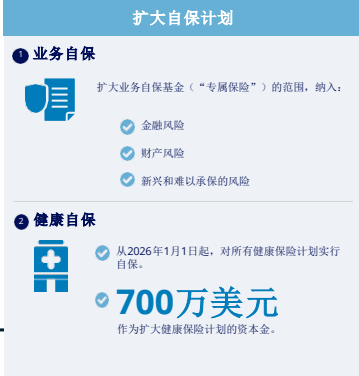 扩大自保计划
1 业务自保
扩大业务自保基金（“专属保险”）的范围，纳入：
金融风险
财产风险
新兴和难以承保的风险
2 健康自保
从2026年1月1日起，对所有健康保险计划实行
自保。
700万美元
作为扩大健康保险计划的资本金。